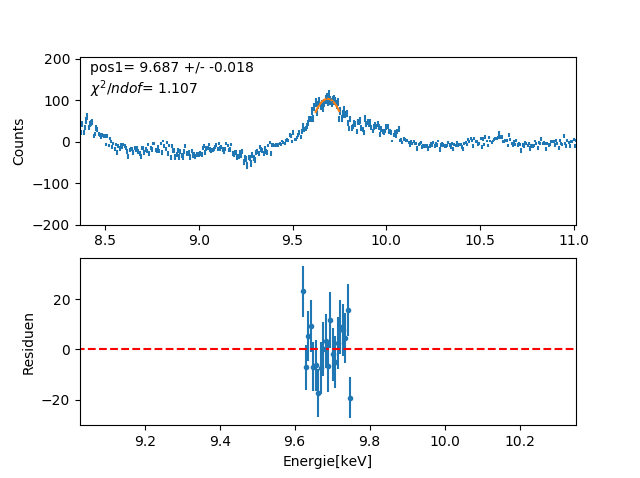 200
100
0
−100
−200
Counts
pos1= 9.687 +/- -0.018
χ²/ndof= 1.107
8.5 9.0 9.5 10.0 10.5 11.0
20
0
−20
Residuen
9.2 9.4 9.6 9.8 10.0 10.2
Energie[keV]